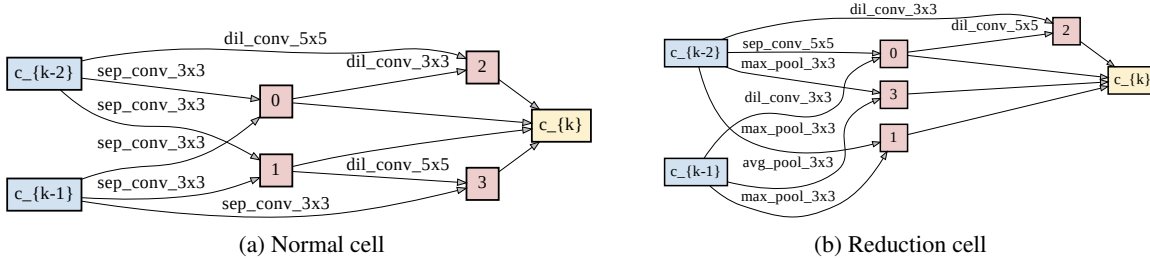 dil_conv_5x5
c_{k-2}
sep_conv_3x3
dil_conv_3x3
2
sep_conv_3x3
0
c_{k}
sep_conv_3x3
1
dil_conv_5x5
c_{k-1}
sep_conv_3x3
3
sep_conv_3x3
(a) Normal cell
dil_conv_3x3
c_{k-2}
sep_conv_5x5
dil_conv_5x5
2
max_pool_3x3
0
c_{k}
dil_conv_3x3
3
max_pool_3x3
1
c_{k-1}
avg_pool_3x3
max_pool_3x3
(b) Reduction cell